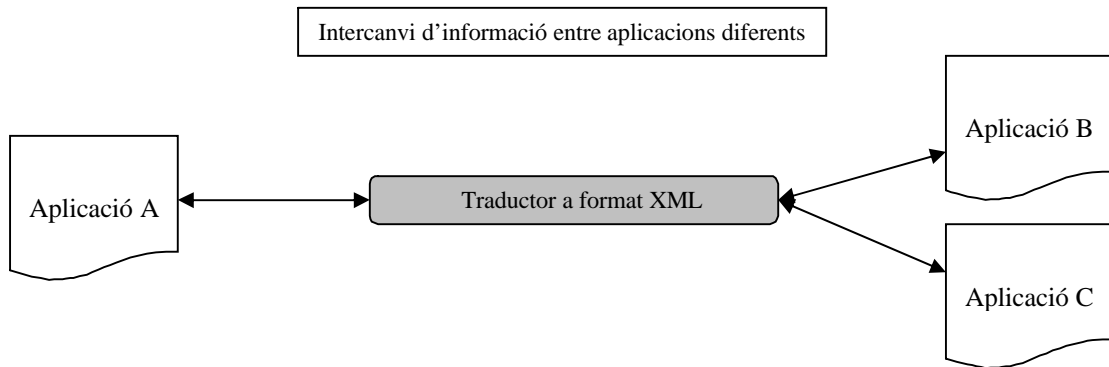 Intercanvi d’informació entre aplicacions diferents
Aplicació B
Aplicació A
Traductor a format XML
Aplicació C